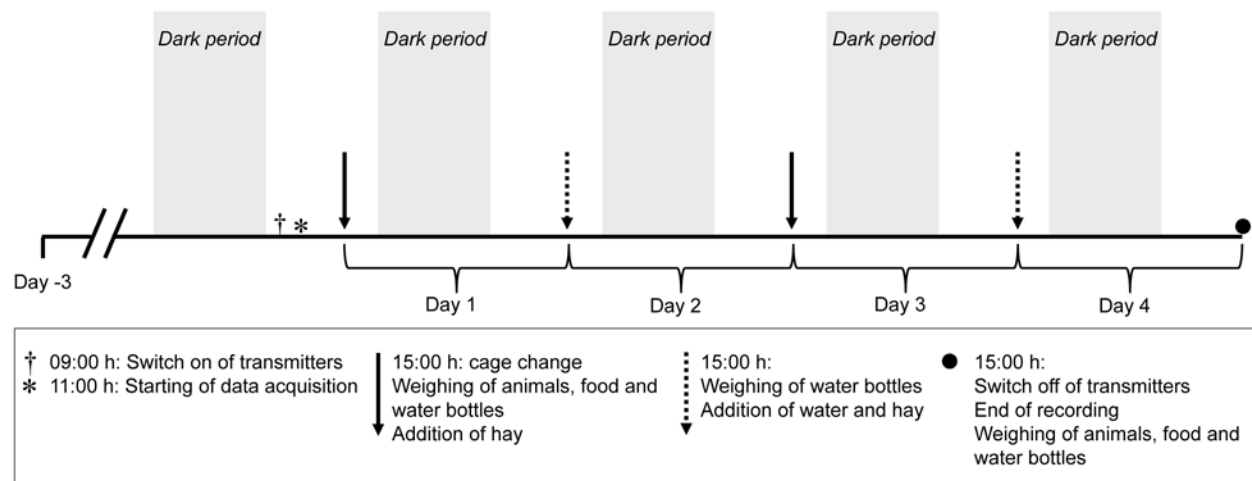 Dark period
Dark period
Dark period
Dark period
Dark period
† *
Day -3
Day 1
Day 2
Day 3
Day 4
† 09:00 h: Switch on of transmitters
* 11:00 h: Starting of data acquisition
15:00 h: cage change
Weighing of animals, food and
water bottles
Addition of hay
15:00 h:
Weighing of water bottles
Addition of water and hay
15:00 h:
Switch off of transmitters
End of recording
Weighing of animals, food and
water bottles